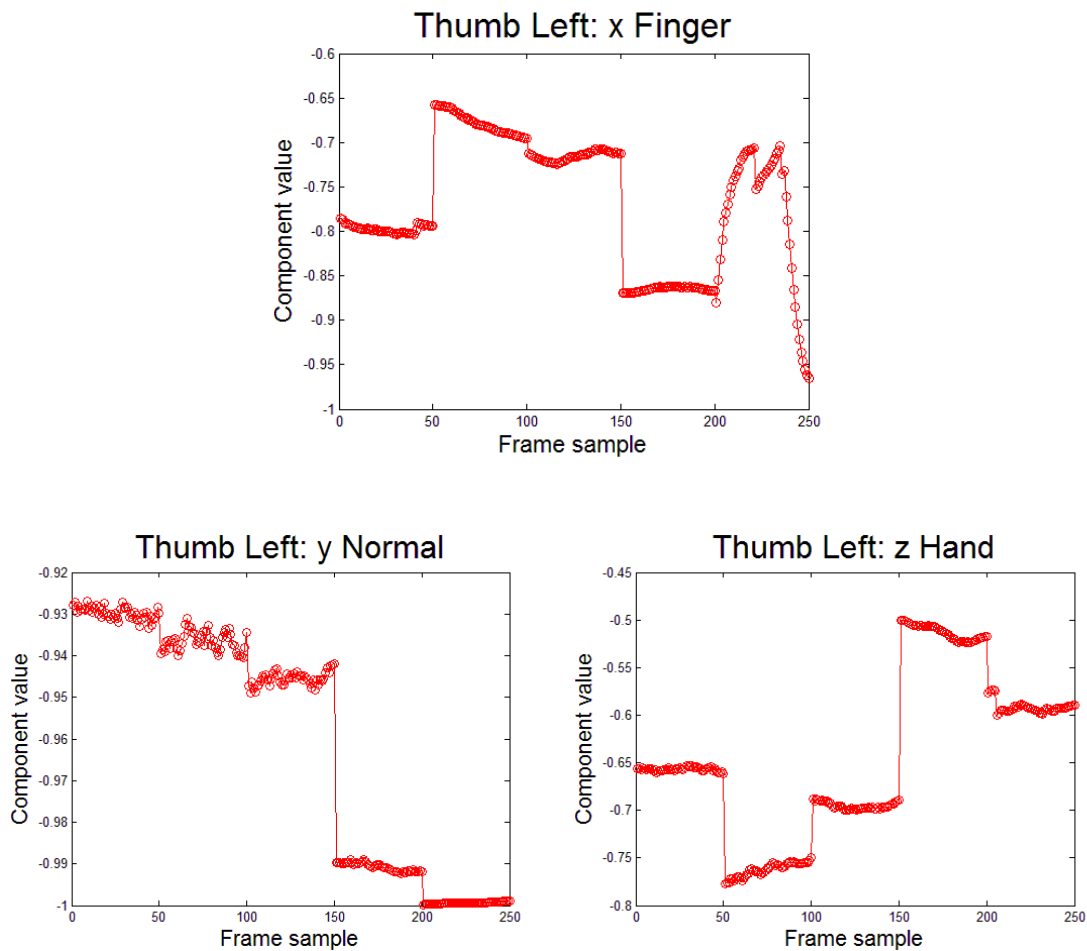 Thumb Left: x Finger
-0.6
-0.65
-0.7
-0.75
-0.8
-0.85
-0.9
-0.95
-1
Component value
0 50 100 150 200 250
Frame sample
Thumb Left: y Normal
-0.92
-0.93
-0.94
-0.95
-0.96
-0.97
-0.98
-0.99
-1
Component value
0 50 100 150 200 250
Frame sample
Thumb Left: z Hand
-0.45
-0.5
-0.55
-0.6
-0.65
-0.7
-0.75
-0.8
Component value
0 50 100 150 200 250
Frame sample